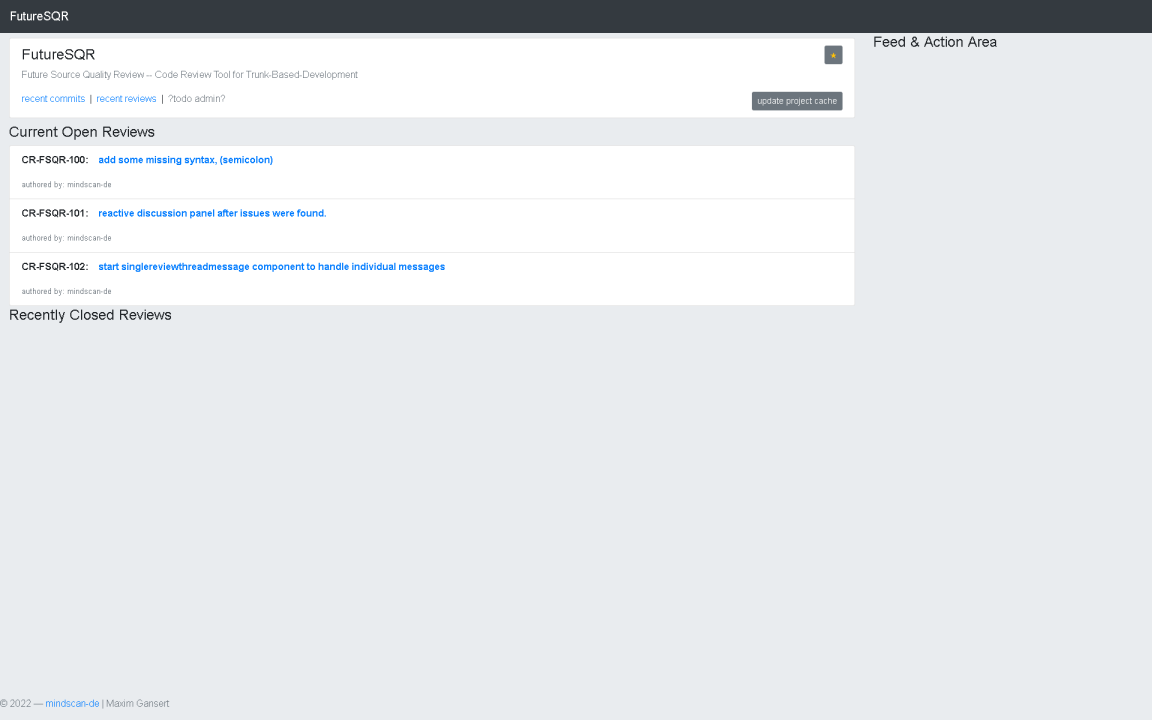 FutureSQR
FutureSQR
★
Future Source Quality Review -- Code Review Tool for Trunk-Based-Development
recent commits | recent reviews | ?todo admin?
update project cache
Current Open Reviews
CR-FSQR-100: add some missing syntax, (semicolon)
authored by: mindscan-de
CR-FSQR-101: reactive discussion panel after issues were found.
authored by: mindscan-de
CR-FSQR-102: start singlereviewthreadmessage component to handle individual messages
authored by: mindscan-de
Recently Closed Reviews
Feed & Action Area
© 2022 — mindscan-de | Maxim Gansert